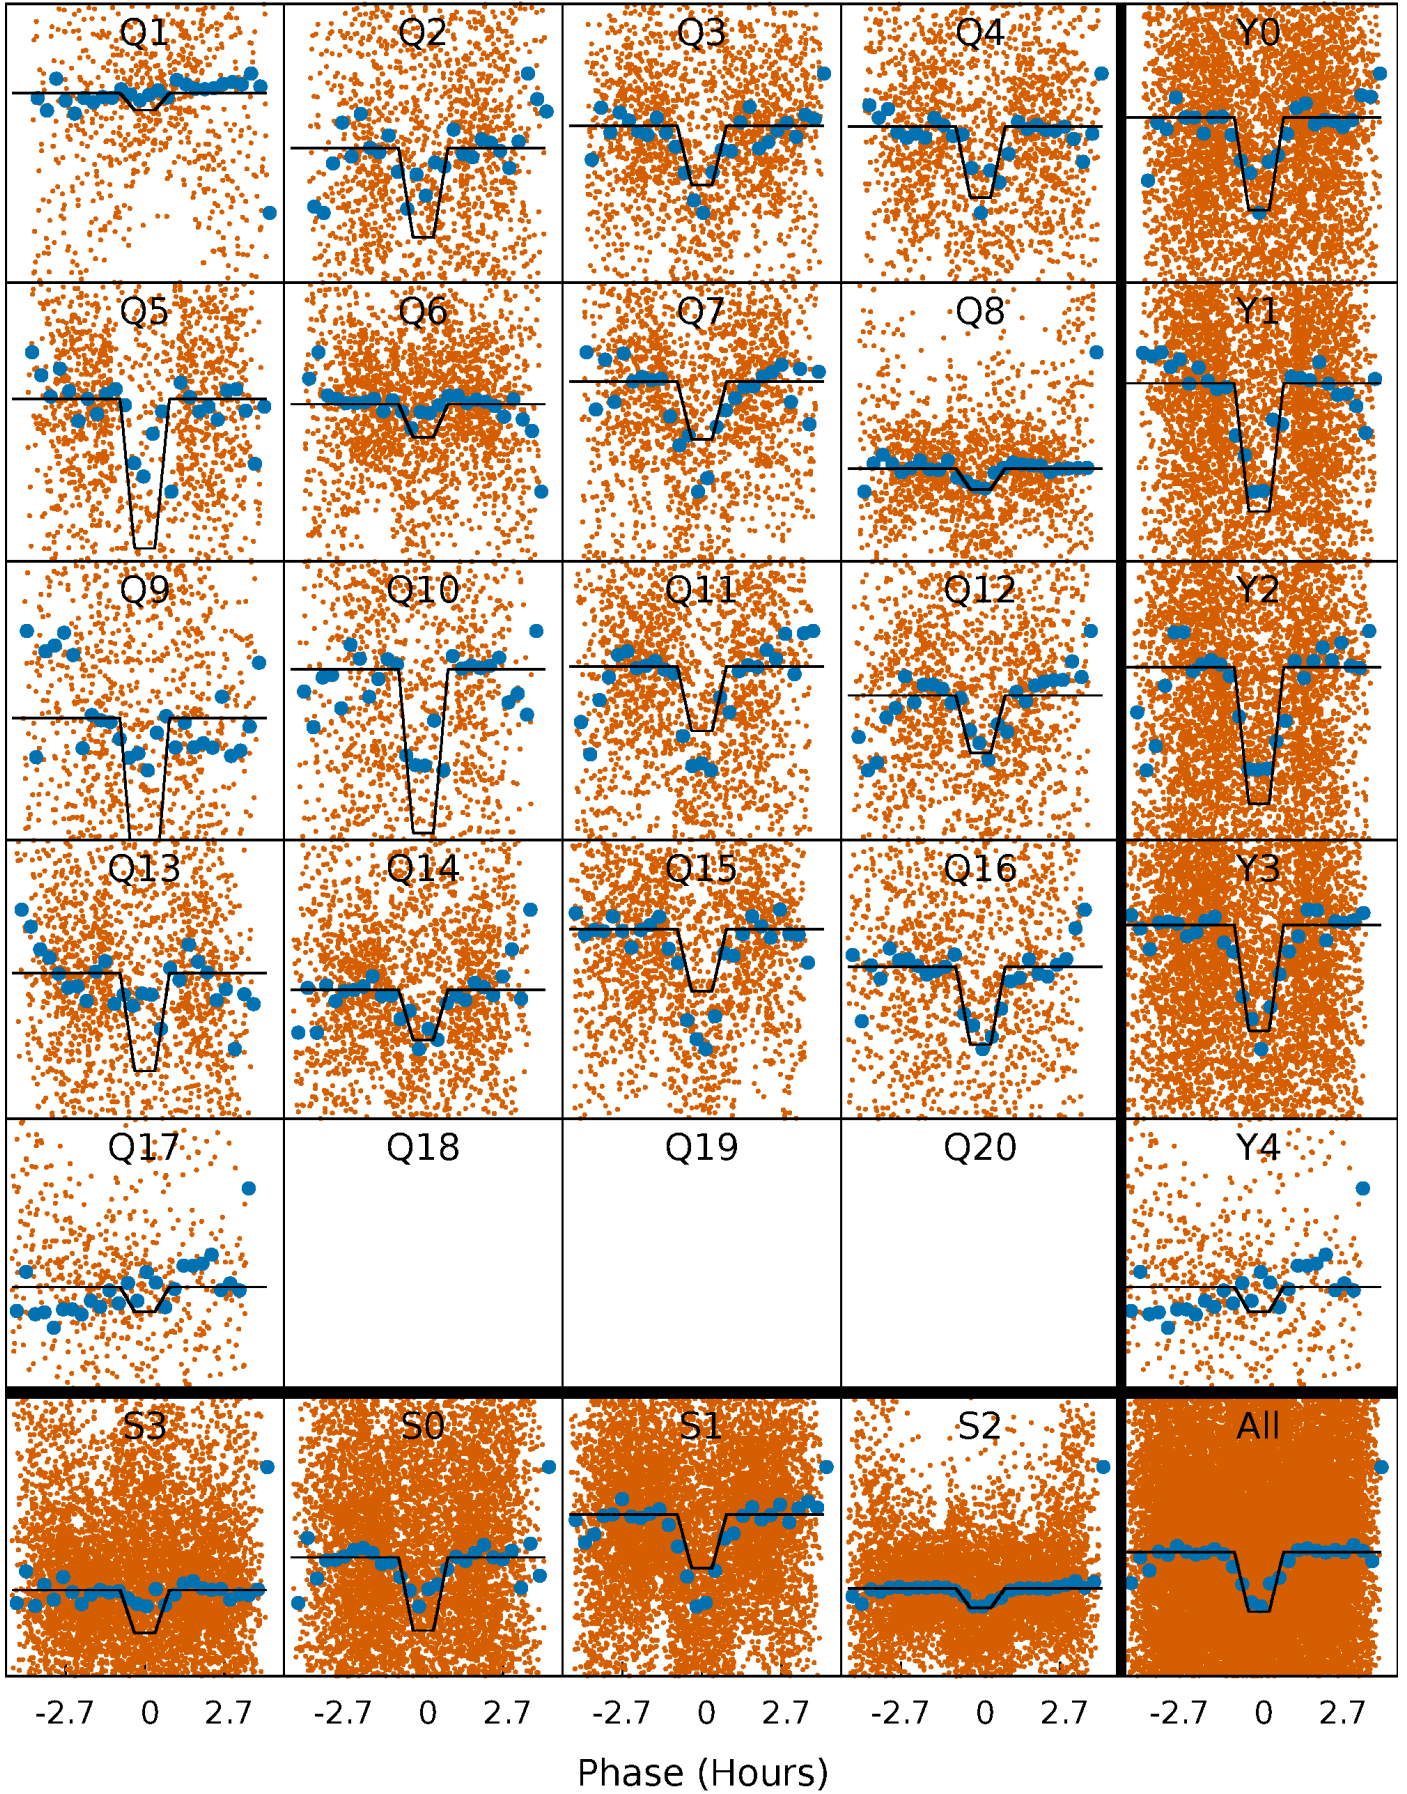 Q1 Q2 Q3 Q4 Y0
Q5 Q6 Q7 Q8 Y1
Q9 Q10 Q11 Q12 Y2
Q13 Q14 Q15 Q16 Y3
Q17 Q18 Q19 Q20 Y4
S3 S0 S1 S2 All
-2.7 0 2.7 -2.7 0 2.7 -2.7 0 2.7 -2.7 0 2.7 -2.7 0 2.7
Phase (Hours)